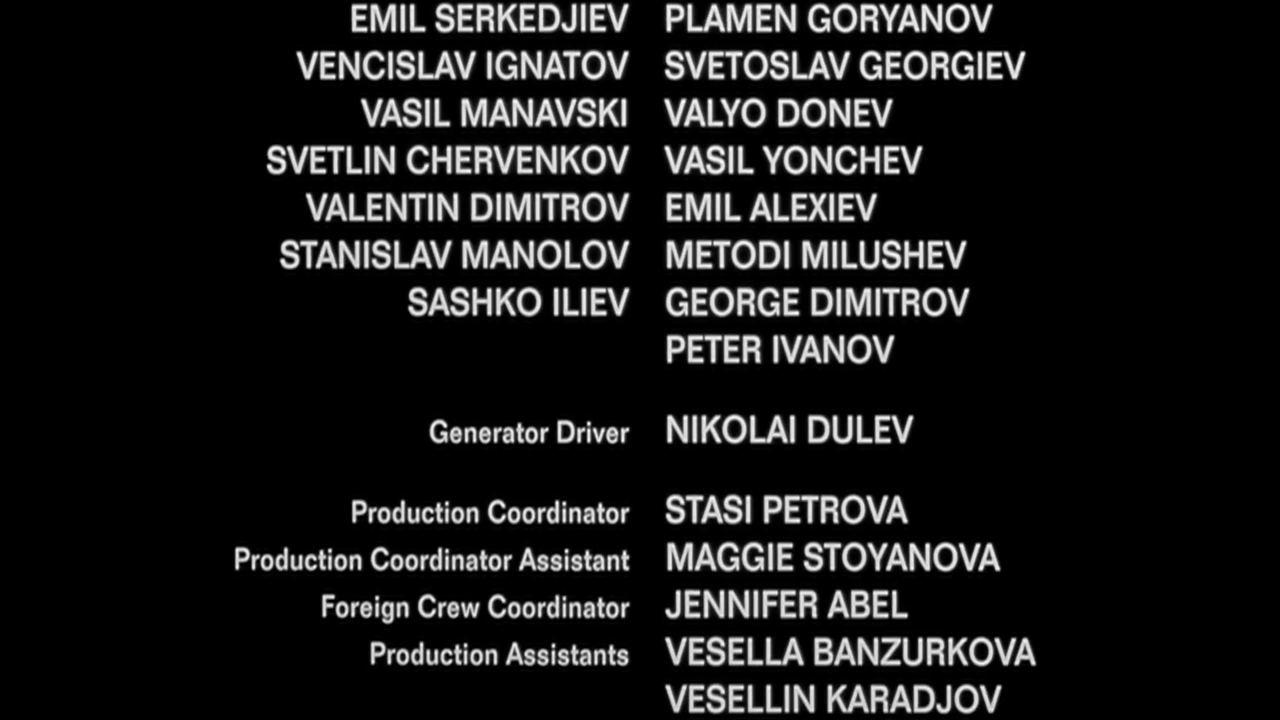 EMIL SERKEDJIEV PLAMEN GORYANOV
VENCISLAV IGNATOV SVETOSLAV GEORGIEV
VASIL MANAVSKI VALYO DONEV
SVETLIN CHERVENKOV VASIL YONCHEV
VALENTIN DIMITROV EMIL ALEXIEV
STANISLAV MANOLOV METODI MILUSHEV
SASHKO ILIEV GEORGE DIMITROV
PETER IVANOV
Generator Driver NIKOLAI DULEV
Production Coordinator STASI PETROVA
Production Coordinator Assistant MAGGIE STOYANOVA
Foreign Crew Coordinator JENNIFER ABEL
Production Assistants VESELLA BANZURKOVA
VESELLIN KARADJOV